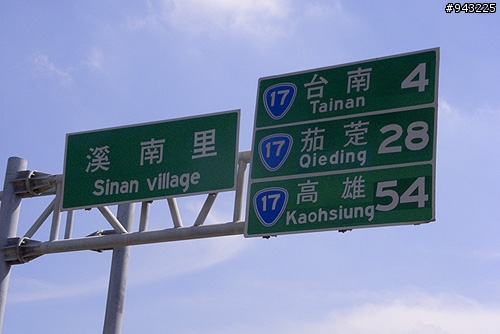 #943225
溪南里
Sinan village
17 台南 4
Tainan
17 茄萣 28
Qieding
17 高雄 54
Kaohsiung